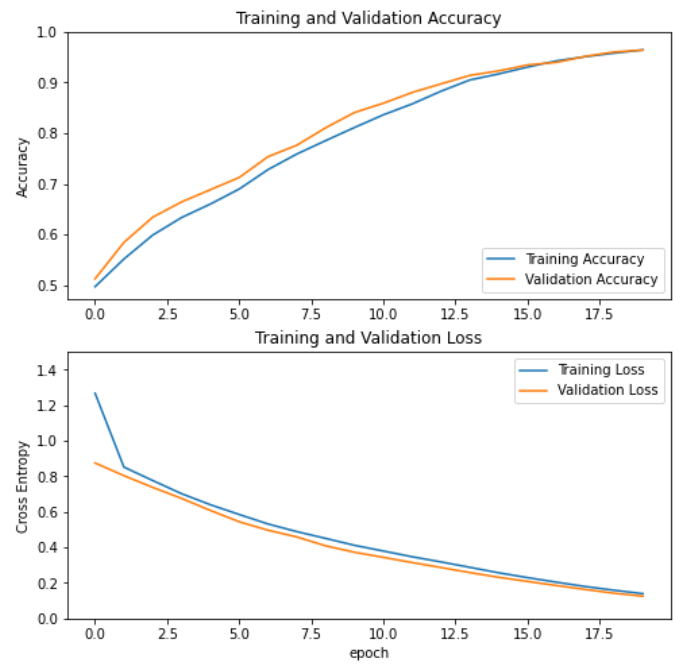 Training and Validation Accuracy
Accuracy
1.0
0.9
0.8
0.7
0.6
0.5
Training Accuracy
Validation Accuracy
0.0 2.5 5.0 7.5 10.0 12.5 15.0 17.5
Training and Validation Loss
Cross Entropy
1.4
1.2
1.0
0.8
0.6
0.4
0.2
0.0
Training Loss
Validation Loss
0.0 2.5 5.0 7.5 10.0 12.5 15.0 17.5
epoch